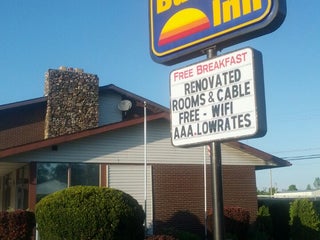 Inn
FREE BREAKFAST
RENOVATED
ROOMS & CABLE
FREE - WIFI
AAA.LOWRATES